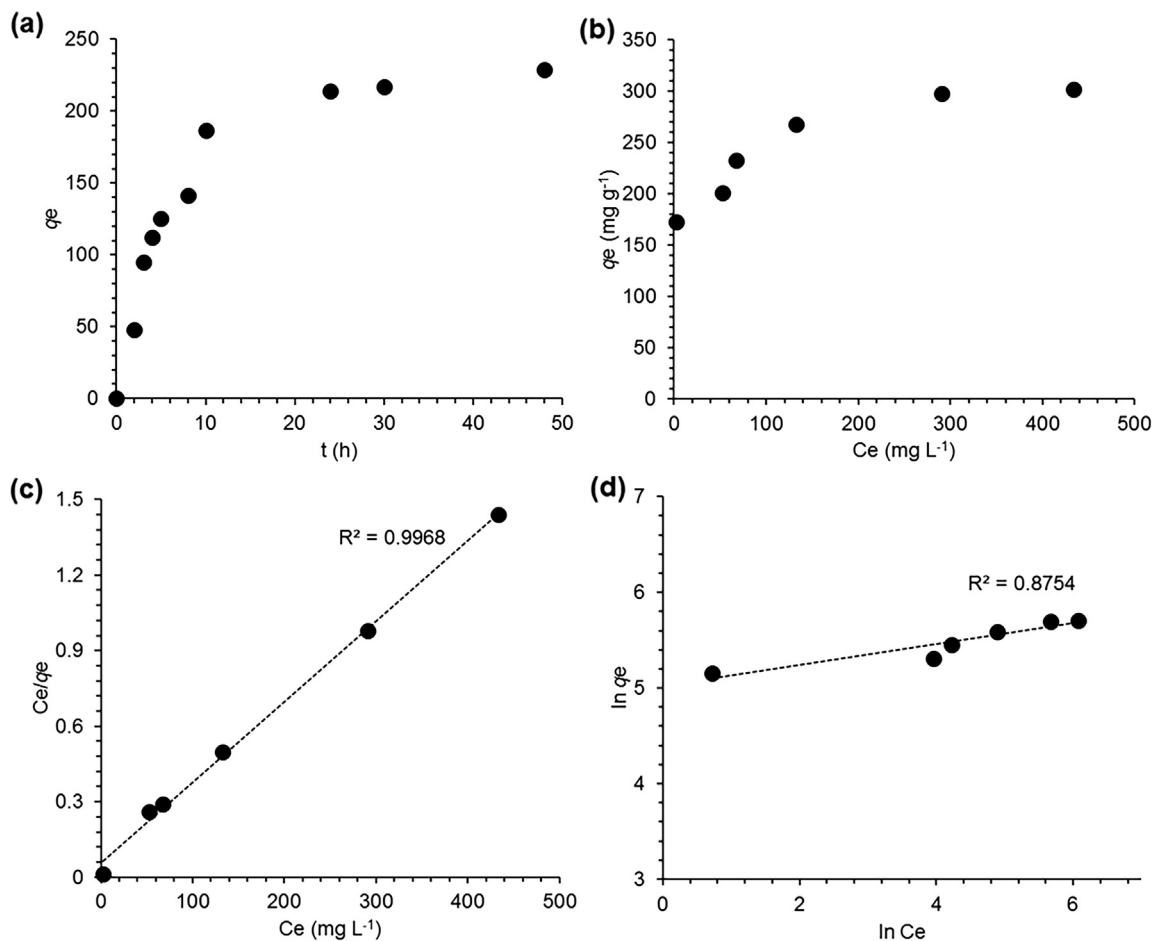 (a)
250
200
150
100
50
0
qe
0 10 20 30 40 50
t (h)
(b)
350
300
250
200
150
100
50
0
qe (mg g⁻¹)
0 100 200 300 400 500
Ce (mg L⁻¹)
(c)
1.5
1.2
0.9
0.6
0.3
0
Ce/qe
R² = 0.9968
0 100 200 300 400 500
Ce (mg L⁻¹)
(d)
7
6
5
4
3
ln qe
R² = 0.8754
0 2 4 6
ln Ce